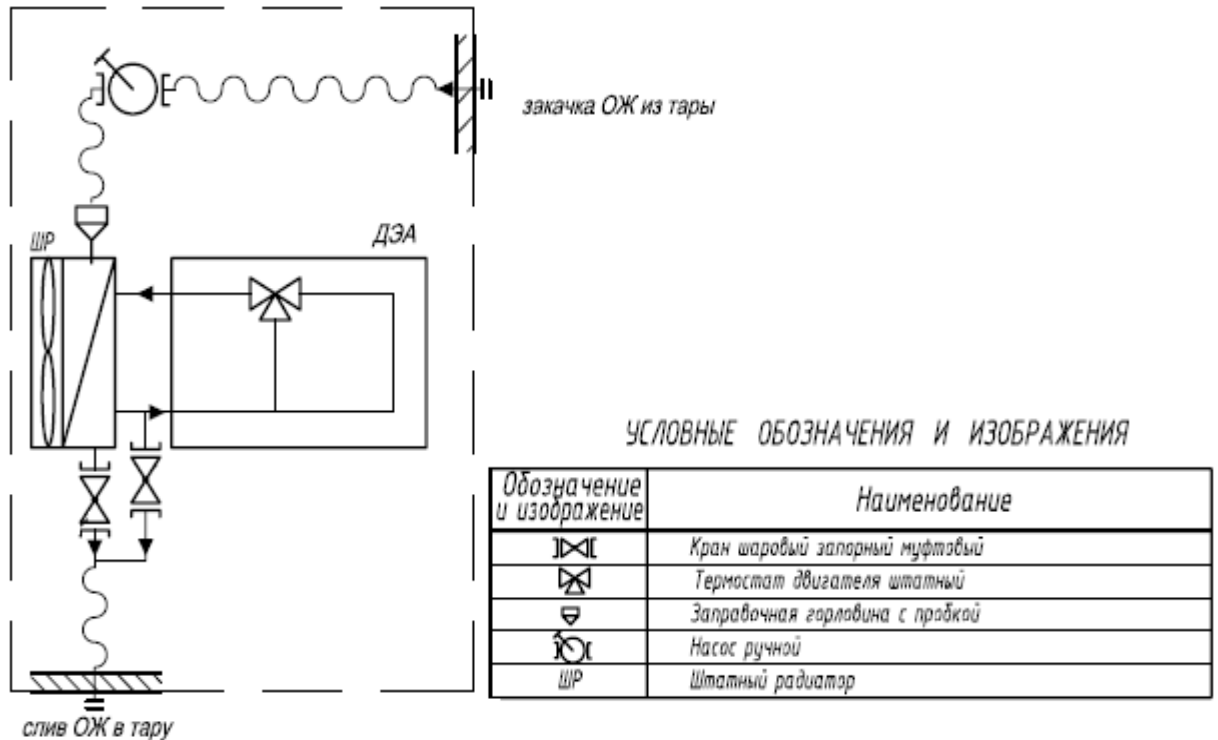 закачка ОЖ из тары
ШР
ДЭА
УСЛОВНЫЕ ОБОЗНАЧЕНИЯ И ИЗОБРАЖЕНИЯ
Обозначение и изображение
Наименование
Кран шаровый запорный муфтовый
Термостат двигателя штатный
Заправочная горловина с пробкой
Насос ручной
ШР
Штатный радиатор
слив ОЖ в тару